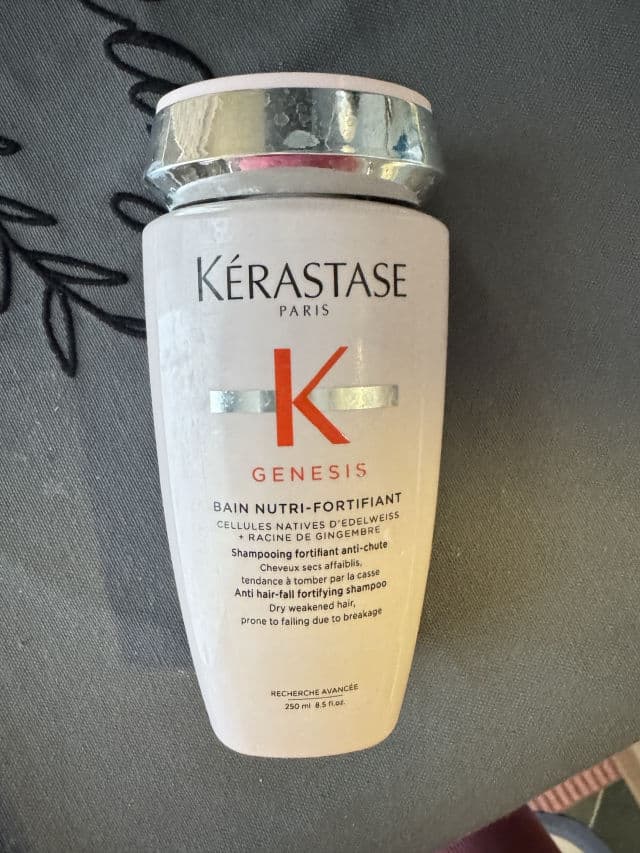 KÉRASTASE
PARIS
K
GENESIS
BAIN NUTRI-FORTIFIANT
CELLULES NATIVES D'EDELWEISS
+ RACINE DE GINGEMBRE
Shampooing fortifiant anti-chute
Cheveux secs affaiblis,
tendance à tomber par la casse
Anti hair-fall fortifying shampoo
Dry weakened hair,
prone to falling due to breakage
RECHERCHE AVANCÉE
250 ml 8.5 fl.oz.